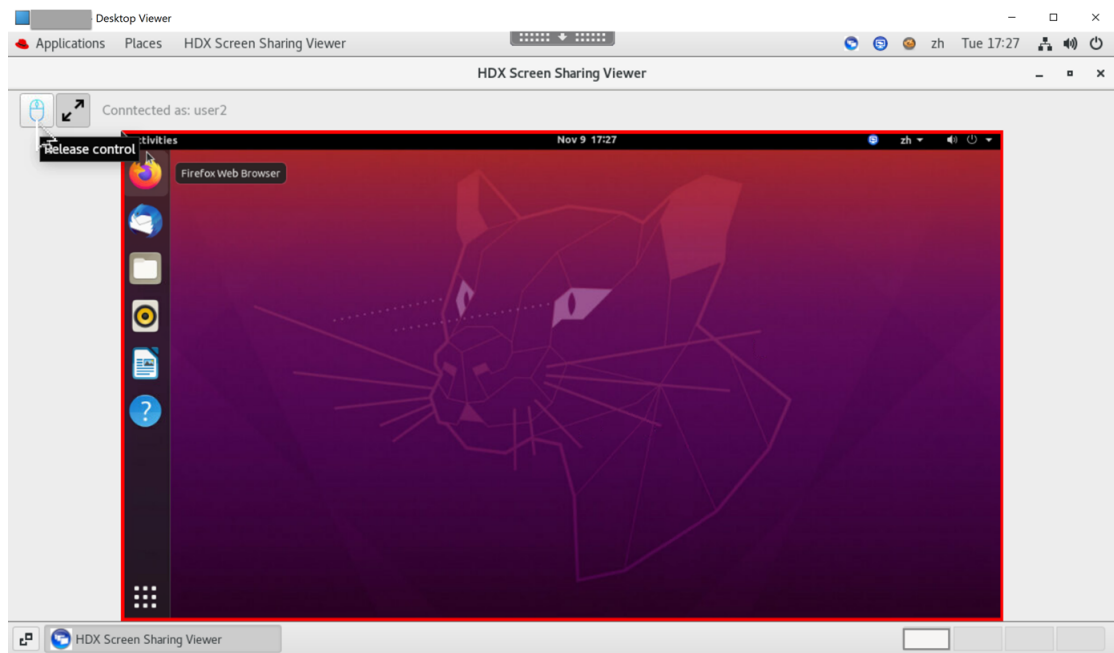 - Desktop Viewer
Applications Places HDX Screen Sharing Viewer zh Tue 17:27
HDX Screen Sharing Viewer
Conntected as: user2
Release control
tivities Nov 9 17:27 zh
Firefox Web Browser
HDX Screen Sharing Viewer